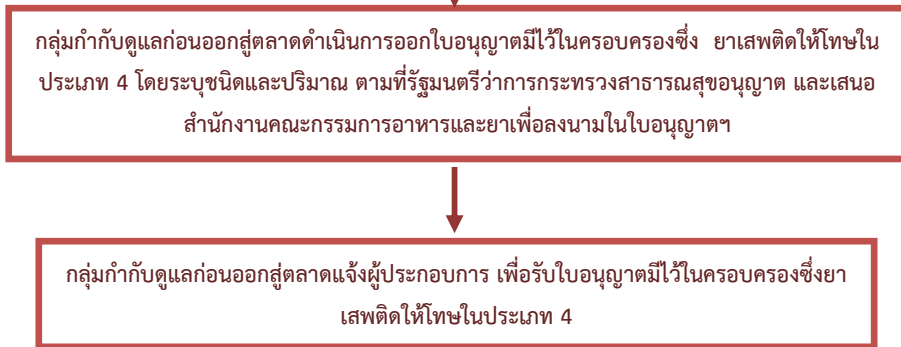 กลุ่มกำกับดูแลก่อนออกสู่ตลาดดำเนินการออกใบอนุญาตมีไว้ในครอบครองซึ่ง ยาเสพติดให้โทษใน
ประเภท 4 โดยระบุชนิดและปริมาณ ตามที่รัฐมนตรีว่าการกระทรวงสาธารณสุขอนุญาต และเสนอ
สำนักงานคณะกรรมการอาหารและยาเพื่อลงนามในใบอนุญาตฯ
กลุ่มกำกับดูแลก่อนออกสู่ตลาดแจ้งผู้ประกอบการ เพื่อรับใบอนุญาตมีไว้ในครอบครองซึ่งยา
เสพติดให้โทษในประเภท 4